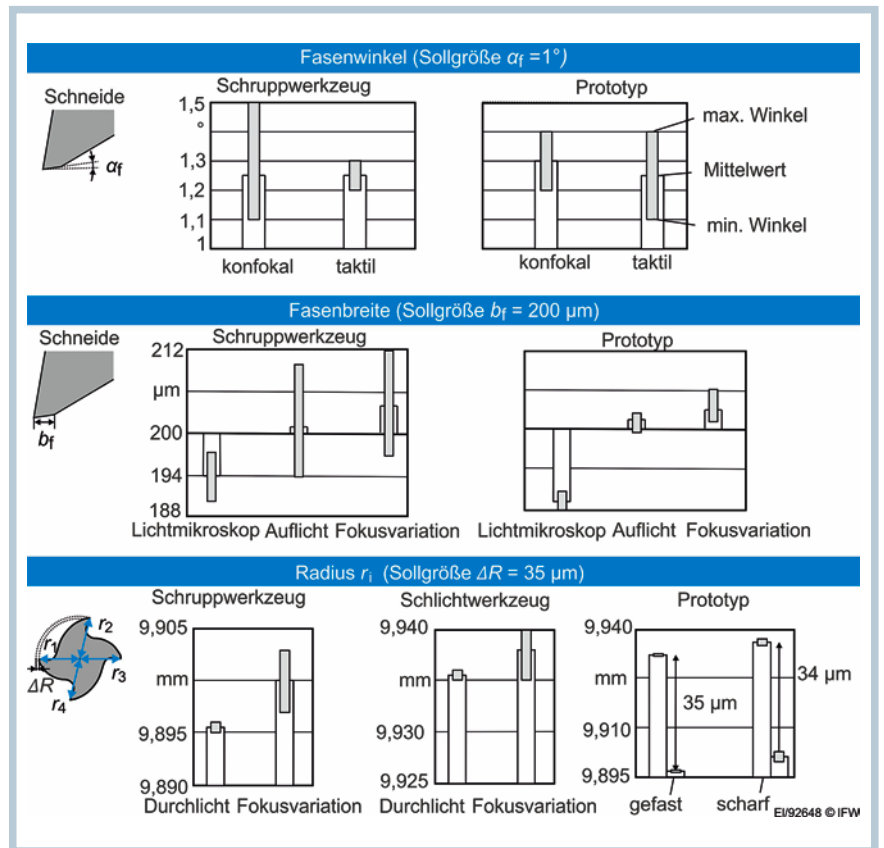 Fasenwinkel (Sollgröße αf =1°)
Schneide
αf
Schruppwerkzeug
1,5
°
1,3
1,2
1,1
1
konfokal taktil
Prototyp
max. Winkel
Mittelwert
min. Winkel
konfokal taktil
Fasenbreite (Sollgröße bf = 200 µm)
Schneide
bf
Schruppwerkzeug
212
µm
200
194
188
Lichtmikroskop Auflicht Fokusvariation
Prototyp
Lichtmikroskop Auflicht Fokusvariation
Radius ri (Sollgröße ΔR = 35 µm)
r1
r2
r3
r4
ΔR
Schruppwerkzeug
9,905
mm
9,895
9,890
Durchlicht Fokusvariation
Schlichtwerkzeug
9,940
mm
9,930
9,925
Durchlicht Fokusvariation
Prototyp
9,940
mm
9,910
9,895
35 µm
34 µm
gefast scharf
EI/92648 © IFW